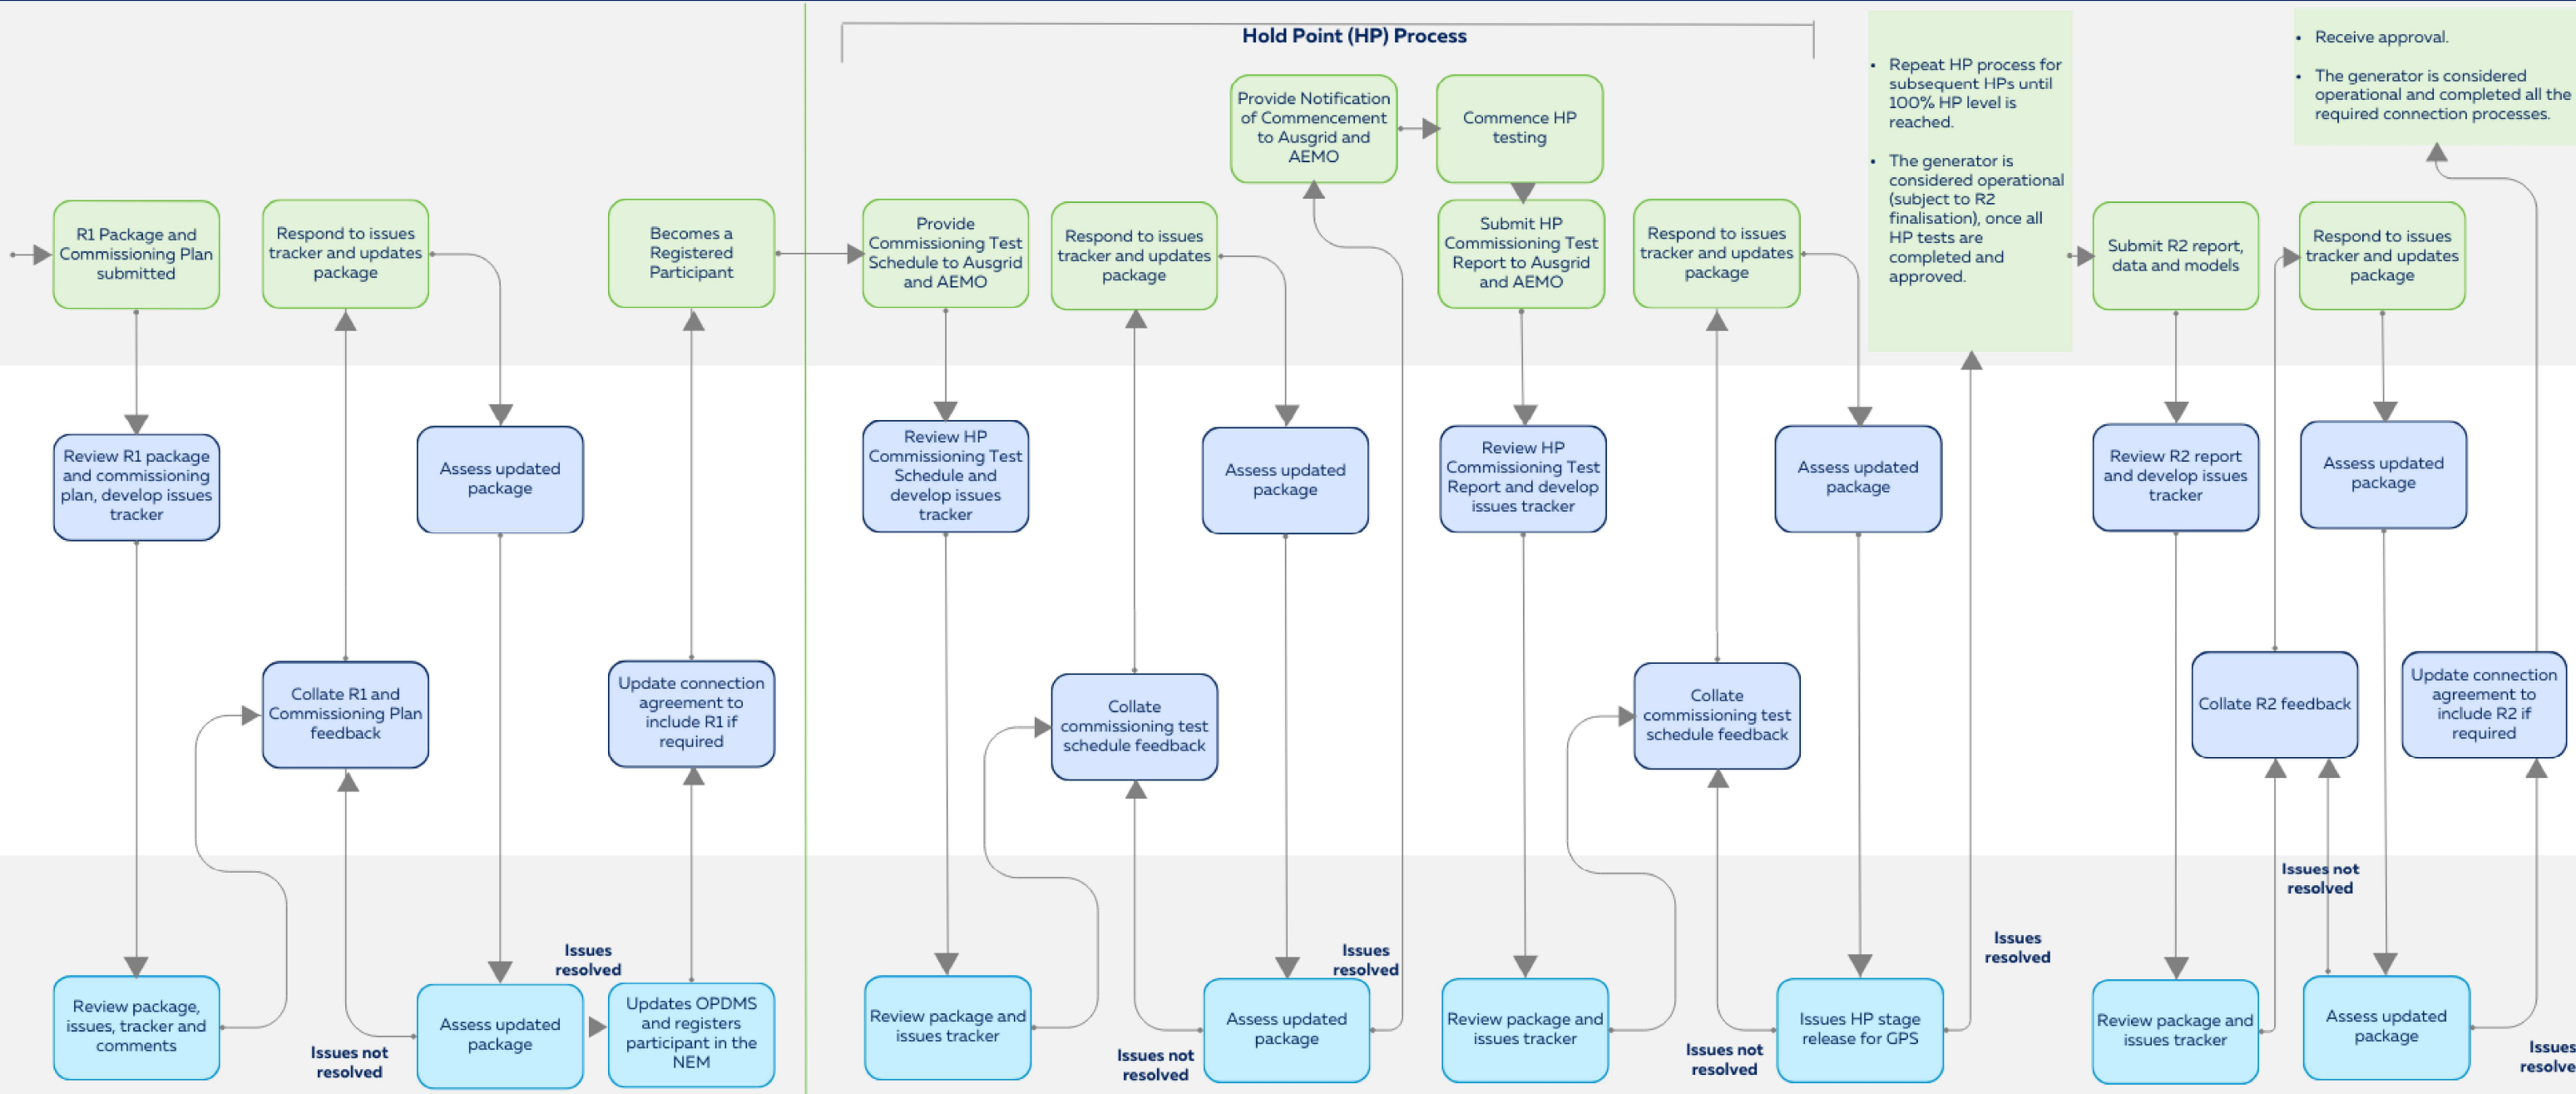 Hold Point (HP) Process
R1 Package and
Commissioning Plan
submitted
Respond to issues
tracker and updates
package
Becomes a
Registered
Participant
Provide
Commissioning Test
Schedule to Ausgrid
and AEMO
Respond to issues
tracker and updates
package
Provide Notification
of Commencement
to Ausgrid and
AEMO
Commence HP
testing
Submit HP
Commissioning Test
Report to Ausgrid
and AEMO
Respond to issues
tracker and updates
package
• Repeat HP process for
subsequent HPs until
100% HP level is
reached.
• The generator is
considered operational
(subject to R2
finalisation), once all
HP tests are
completed and
approved.
Submit R2 report,
data and models
Respond to issues
tracker and updates
package
• Receive approval.
• The generator is considered
operational and completed all the
required connection processes.
Review R1 package
and commissioning
plan, develop issues
tracker
Assess updated
package
Review HP
Commissioning Test
Schedule and
develop issues
tracker
Assess updated
package
Review HP
Commissioning Test
Report and develop
issues tracker
Assess updated
package
Review R2 report
and develop issues
tracker
Assess updated
package
Collate R1 and
Commissioning Plan
feedback
Update connection
agreement to
include R1 if
required
Collate
commissioning test
schedule feedback
Collate
commissioning test
schedule feedback
Collate R2 feedback
Update connection
agreement to
include R2 if
required
Review package,
issues, tracker and
comments
Issues not
resolved
Assess updated
package
Issues
resolved
Updates OPDMS
and registers
participant in the
NEM
Review package and
issues tracker
Issues not
resolved
Assess updated
package
Issues
resolved
Review package and
issues tracker
Issues not
resolved
Issues HP stage
release for GPS
Issues
resolved
Review package and
issues tracker
Issues not
resolved
Assess updated
package
Issues
resolve